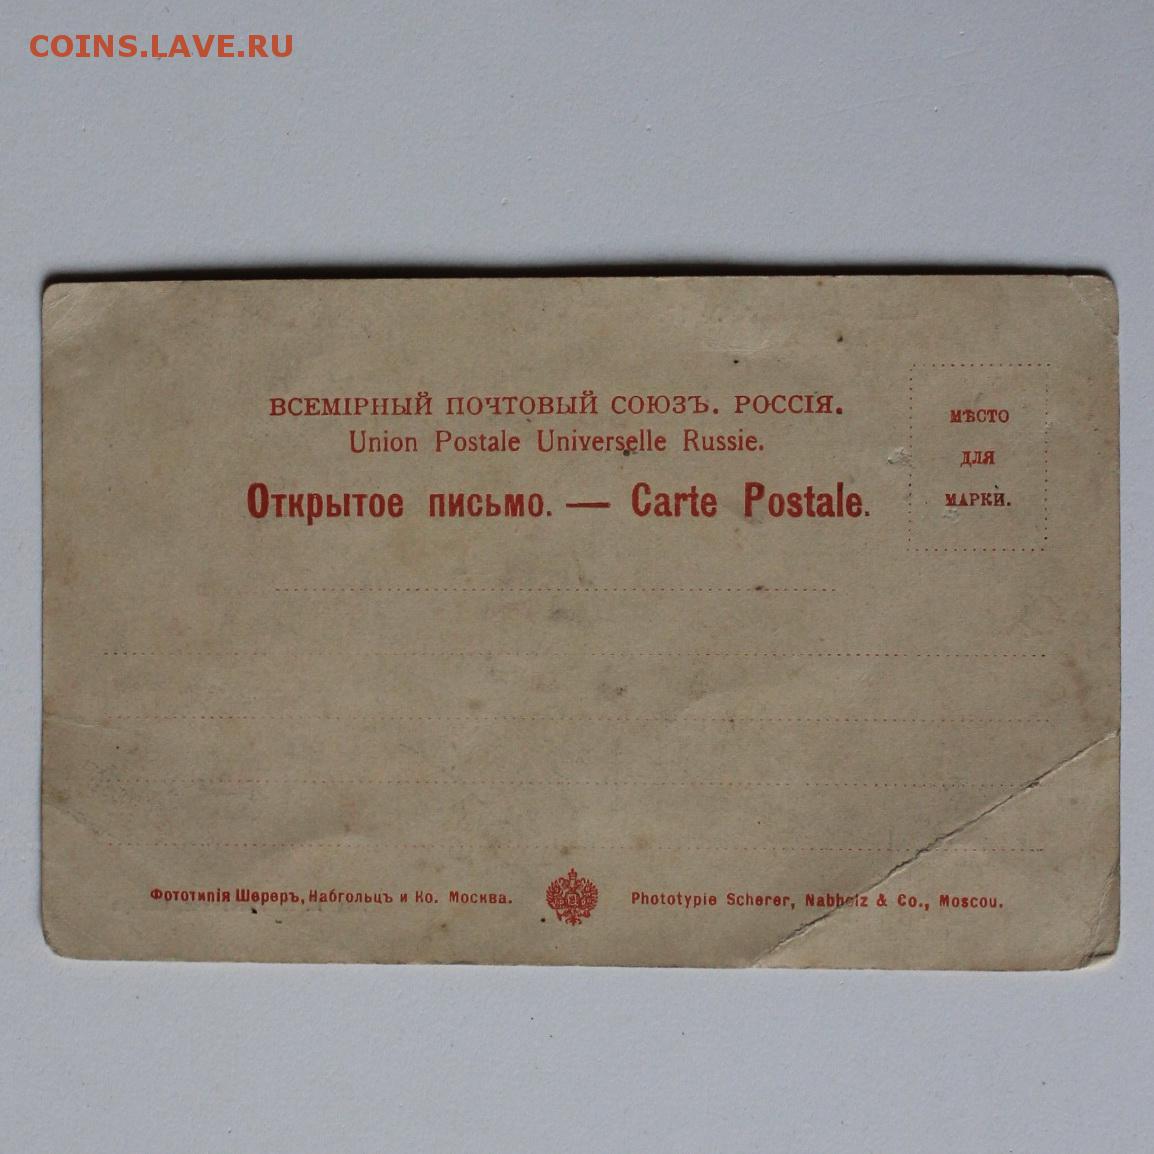 COINS.LAVE.RU
ВСЕМІРНЫЙ ПОЧТОВЫЙ СОЮЗЪ. РОССІЯ.
Union Postale Universelle Russie.
Открытое письмо. — Carte Postale.
МѢСТО
ДЛЯ
МАРКИ.
Фототипія Шереръ, Набгольцъ и Ко. Москва.
Phototypie Scherer, Nabholz & Co., Moscou.